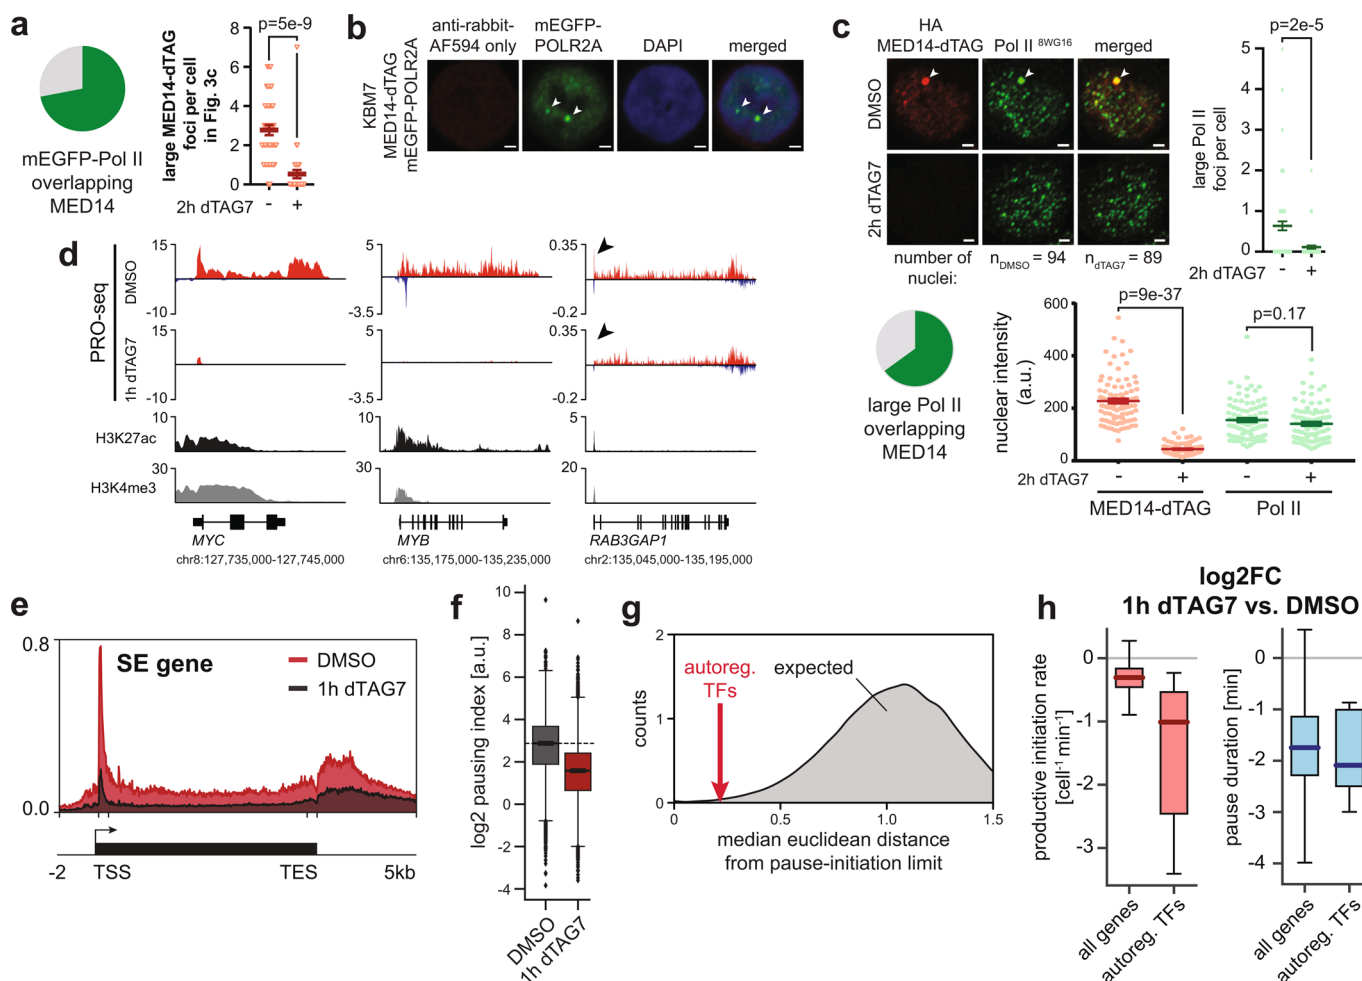 a
large MED14-dTAG
foci per cell
in Fig. 3c
p=5e-9
8
6
4
2
0
mEGFP-Pol II
overlapping
MED14
2h dTAG7 - +
b
anti-rabbit-
AF594 only
mEGFP-
POLR2A
DAPI
merged
KBM7
MED14-dTAG
mEGFP-POLR2A
c
HA
MED14-dTAG
Pol II 8WG16
merged
DMSO
2h dTAG7
number of
nuclei:
nDMSO = 94
ndTAG7 = 89
p=2e-5
large Pol II
foci per cell
5
4
3
2
1
0
2h dTAG7 - +
large Pol II
overlapping
MED14
nuclear intensity
(a.u.)
600
400
200
0
p=9e-37
p=0.17
2h dTAG7 - + - +
MED14-dTAG
Pol II
d
PRO-seq
DMSO
15
-10
5
-3.5
0.35
-0.2
1h dTAG7
15
-10
5
-3.5
0.35
-0.2
H3K27ac
10
10
5
H3K4me3
30
30
20
MYC
MYB
RAB3GAP1
chr8:127,735,000-127,745,000
chr6:135,175,000-135,235,000
chr2:135,045,000-135,195,000
e
0.8
0.0
SE gene
DMSO
1h dTAG7
-2
TSS
TES
5kb
f
log2 pausing index [a.u.]
10
8
6
4
2
0
-2
-4
DMSO
1h dTAG7
g
counts
2
1
0
autoreg.
TFs
expected
0
0.5
1.0
1.5
median euclidean distance
from pause-initiation limit
log2FC
h
1h dTAG7 vs. DMSO
productive initiation rate
[cell-1 min-1]
0
-1
-2
-3
all genes
autoreg. TFs
pause duration [min]
0
-1
-2
-3
-4
all genes
autoreg. TFs